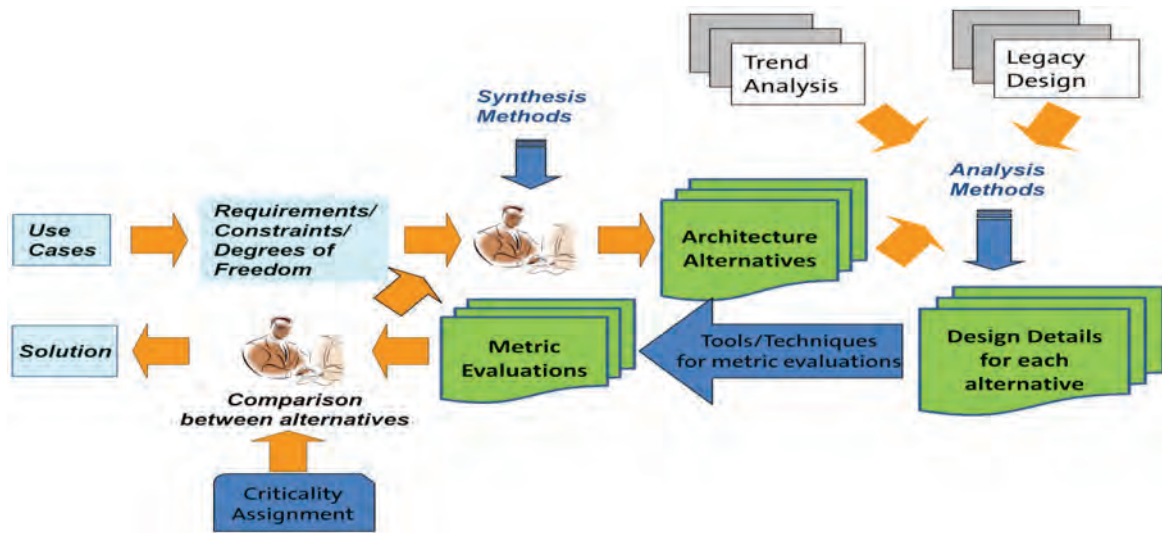 Trend
Analysis
Legacy
Design
Synthesis
Methods
Analysis
Methods
Use
Cases
Requirements/
Constraints/
Degrees of
Freedom
Architecture
Alternatives
Solution
Comparison
between alternatives
Metric
Evaluations
Tools/Techniques
for metric evaluations
Design Details
for each
alternative
Criticality
Assignment